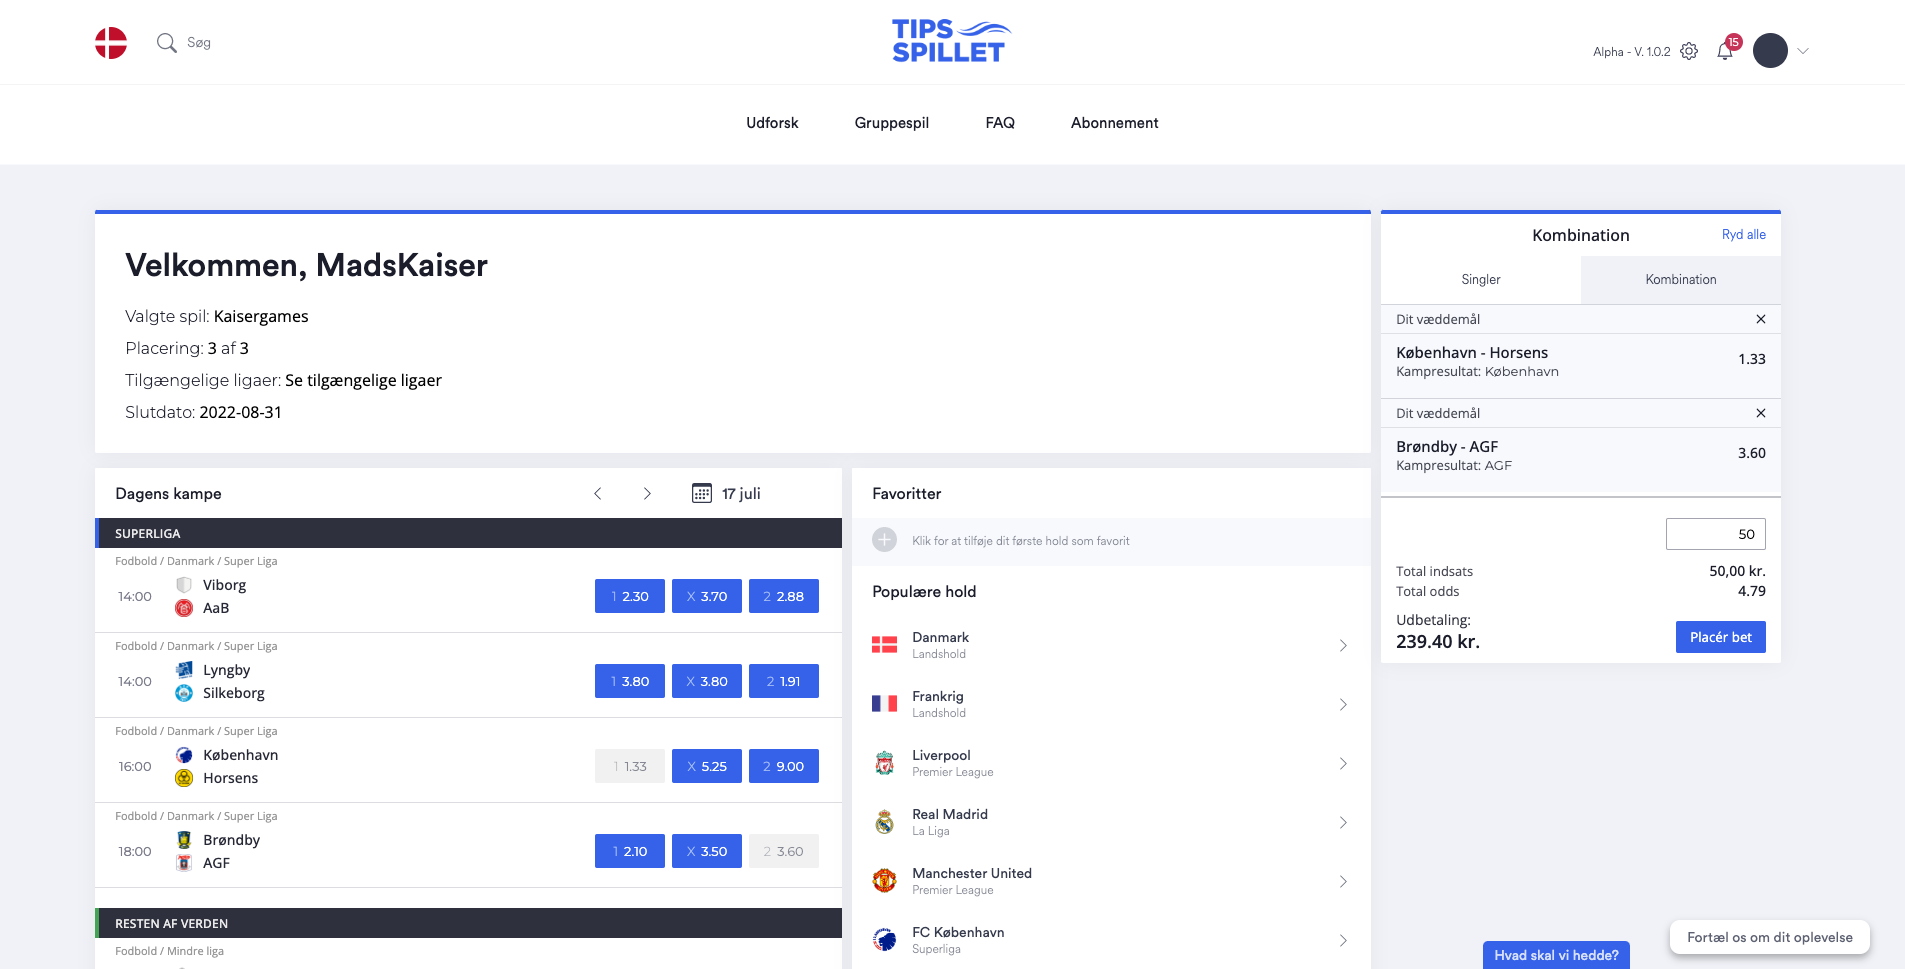 Søg
TIPS
SPILLET
Alpha - V. 1.0.2
15
Udforsk
Gruppespil
FAQ
Abonnement
Velkommen, MadsKaiser
Valgte spil: Kaisergames
Placering: 3 af 3
Tilgængelige ligaer: Se tilgængelige ligaer
Slutdato: 2022-08-31
Dagens kampe
17 juli
SUPERLIGA
Fodbold / Danmark / Super Liga
14:00
Viborg
AaB
1 2.30
X 3.70
2 2.88
Fodbold / Danmark / Super Liga
14:00
Lyngby
Silkeborg
1 3.80
X 3.80
2 1.91
Fodbold / Danmark / Super Liga
16:00
København
Horsens
1 1.33
X 5.25
2 9.00
Fodbold / Danmark / Super Liga
18:00
Brøndby
AGF
1 2.10
X 3.50
2 3.60
RESTEN AF VERDEN
Fodbold / Mindre liga
Favoritter
Klik for at tilføje dit første hold som favorit
Populære hold
Danmark
Landshold
Frankrig
Landshold
Liverpool
Premier League
Real Madrid
La Liga
Manchester United
Premier League
FC København
Superliga
Kombination
Ryd alle
Singler
Kombination
Dit væddemål
København - Horsens
1.33
Kampresultat: København
Dit væddemål
Brøndby - AGF
3.60
Kampresultat: AGF
50
Total indsats
50,00 kr.
Total odds
4.79
Udbetaling:
239.40 kr.
Placér bet
Hvad skal vi hedde?
Fortæl os om dit oplevelse